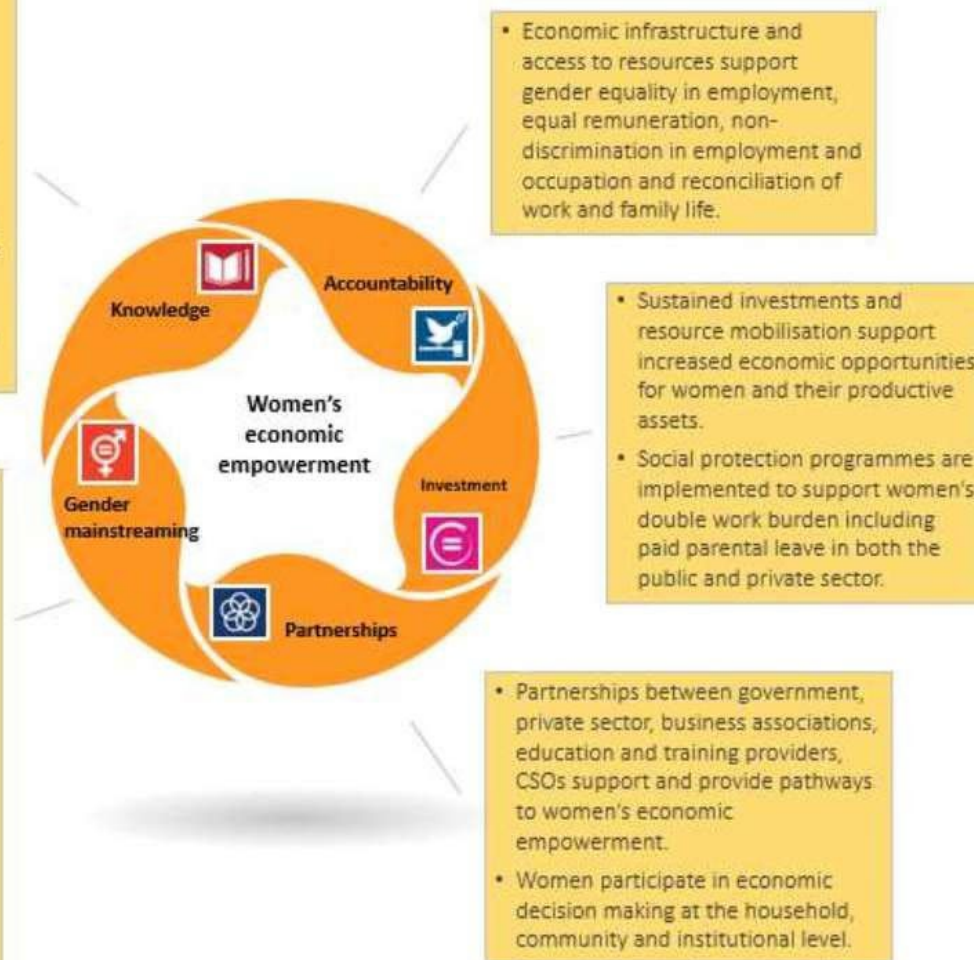 • Economic infrastructure and
access to resources support
gender equality in employment,
equal remuneration, non-
discrimination in employment and
occupation and reconciliation of
work and family life.
Knowledge
Accountability
Women's
economic
empowerment
Gender
mainstreaming
Investment
Partnerships
• Sustained investments and
resource mobilisation support
increased economic opportunities
for women and their productive
assets.
• Social protection programmes are
implemented to support women's
double work burden including
paid parental leave in both the
public and private sector.
• Partnerships between government,
private sector, business associations,
education and training providers,
CSOs support and provide pathways
to women's economic
empowerment.
• Women participate in economic
decision making at the household,
community and institutional level.